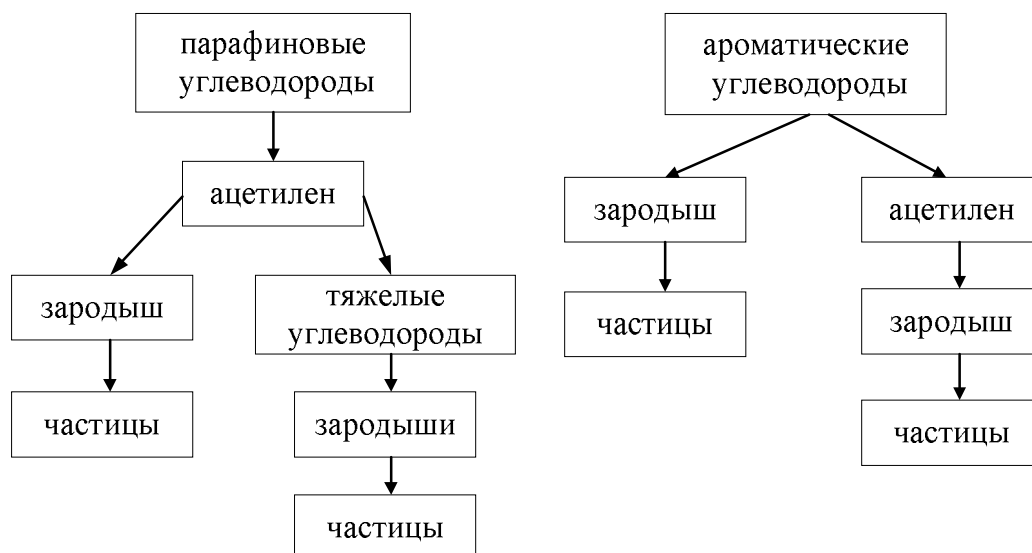 парафиновые
углеводороды
ацетилен
зародыш
тяжелые
углеводороды
частицы
зародыши
частицы
ароматические
углеводороды
зародыш
ацетилен
частицы
зародыш
частицы